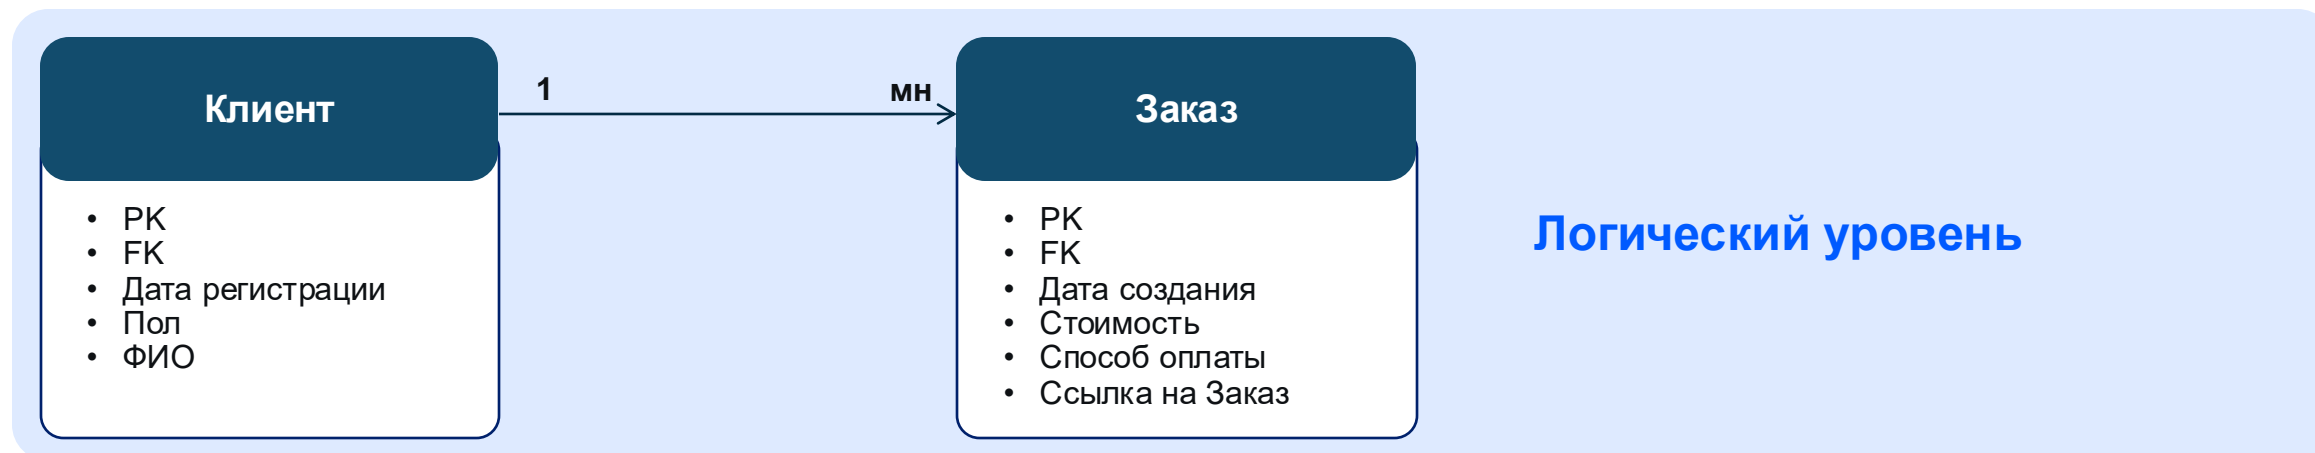 Клиент
1
мн
Заказ
• PK
• FK
• Дата регистрации
• Пол
• ФИО
• PK
• FK
• Дата создания
• Стоимость
• Способ оплаты
• Ссылка на Заказ
Логический уровень